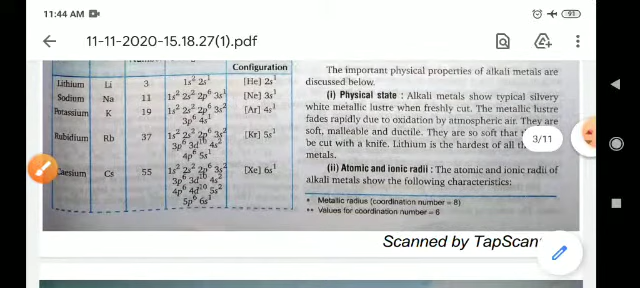 11:44 AM
91
11-11-2020-15.18.27(1).pdf
Configuration
Lithium Li 3 1s² 2s¹ [He] 2s¹
Sodium Na 11 1s² 2s² 2p⁶ 3s¹ [Ne] 3s¹
Potassium K 19 1s² 2s² 2p⁶ 3s² [Ar] 4s¹
3p⁶ 4s¹
Rubidium Rb 37 1s² 2s² 2p⁶ 3s² [Kr] 5s¹
3p⁶ 3d¹⁰ 4s²
4p⁶ 5s¹
Caesium Cs 55 1s² 2s² 2p⁶ 3s² [Xe] 6s¹
3p⁶ 3d¹⁰ 4s²
4p⁶ 4d¹⁰ 5s²
5p⁶ 6s¹
The important physical properties of alkali metals are
discussed below.
(i) Physical state : Alkali metals show typical silvery
white metallic lustre when freshly cut. The metallic lustre
fades rapidly due to oxidation by atmospheric air. They are
soft, malleable and ductile. They are so soft that
be cut with a knife. Lithium is the hardest of all
metals.
(ii) Atomic and ionic radii : The atomic and ionic radii of
alkali metals show the following characteristics:
* Metallic radius (coordination number = 8)
** Values for coordination number = 6
3/11
Scanned by TapScan